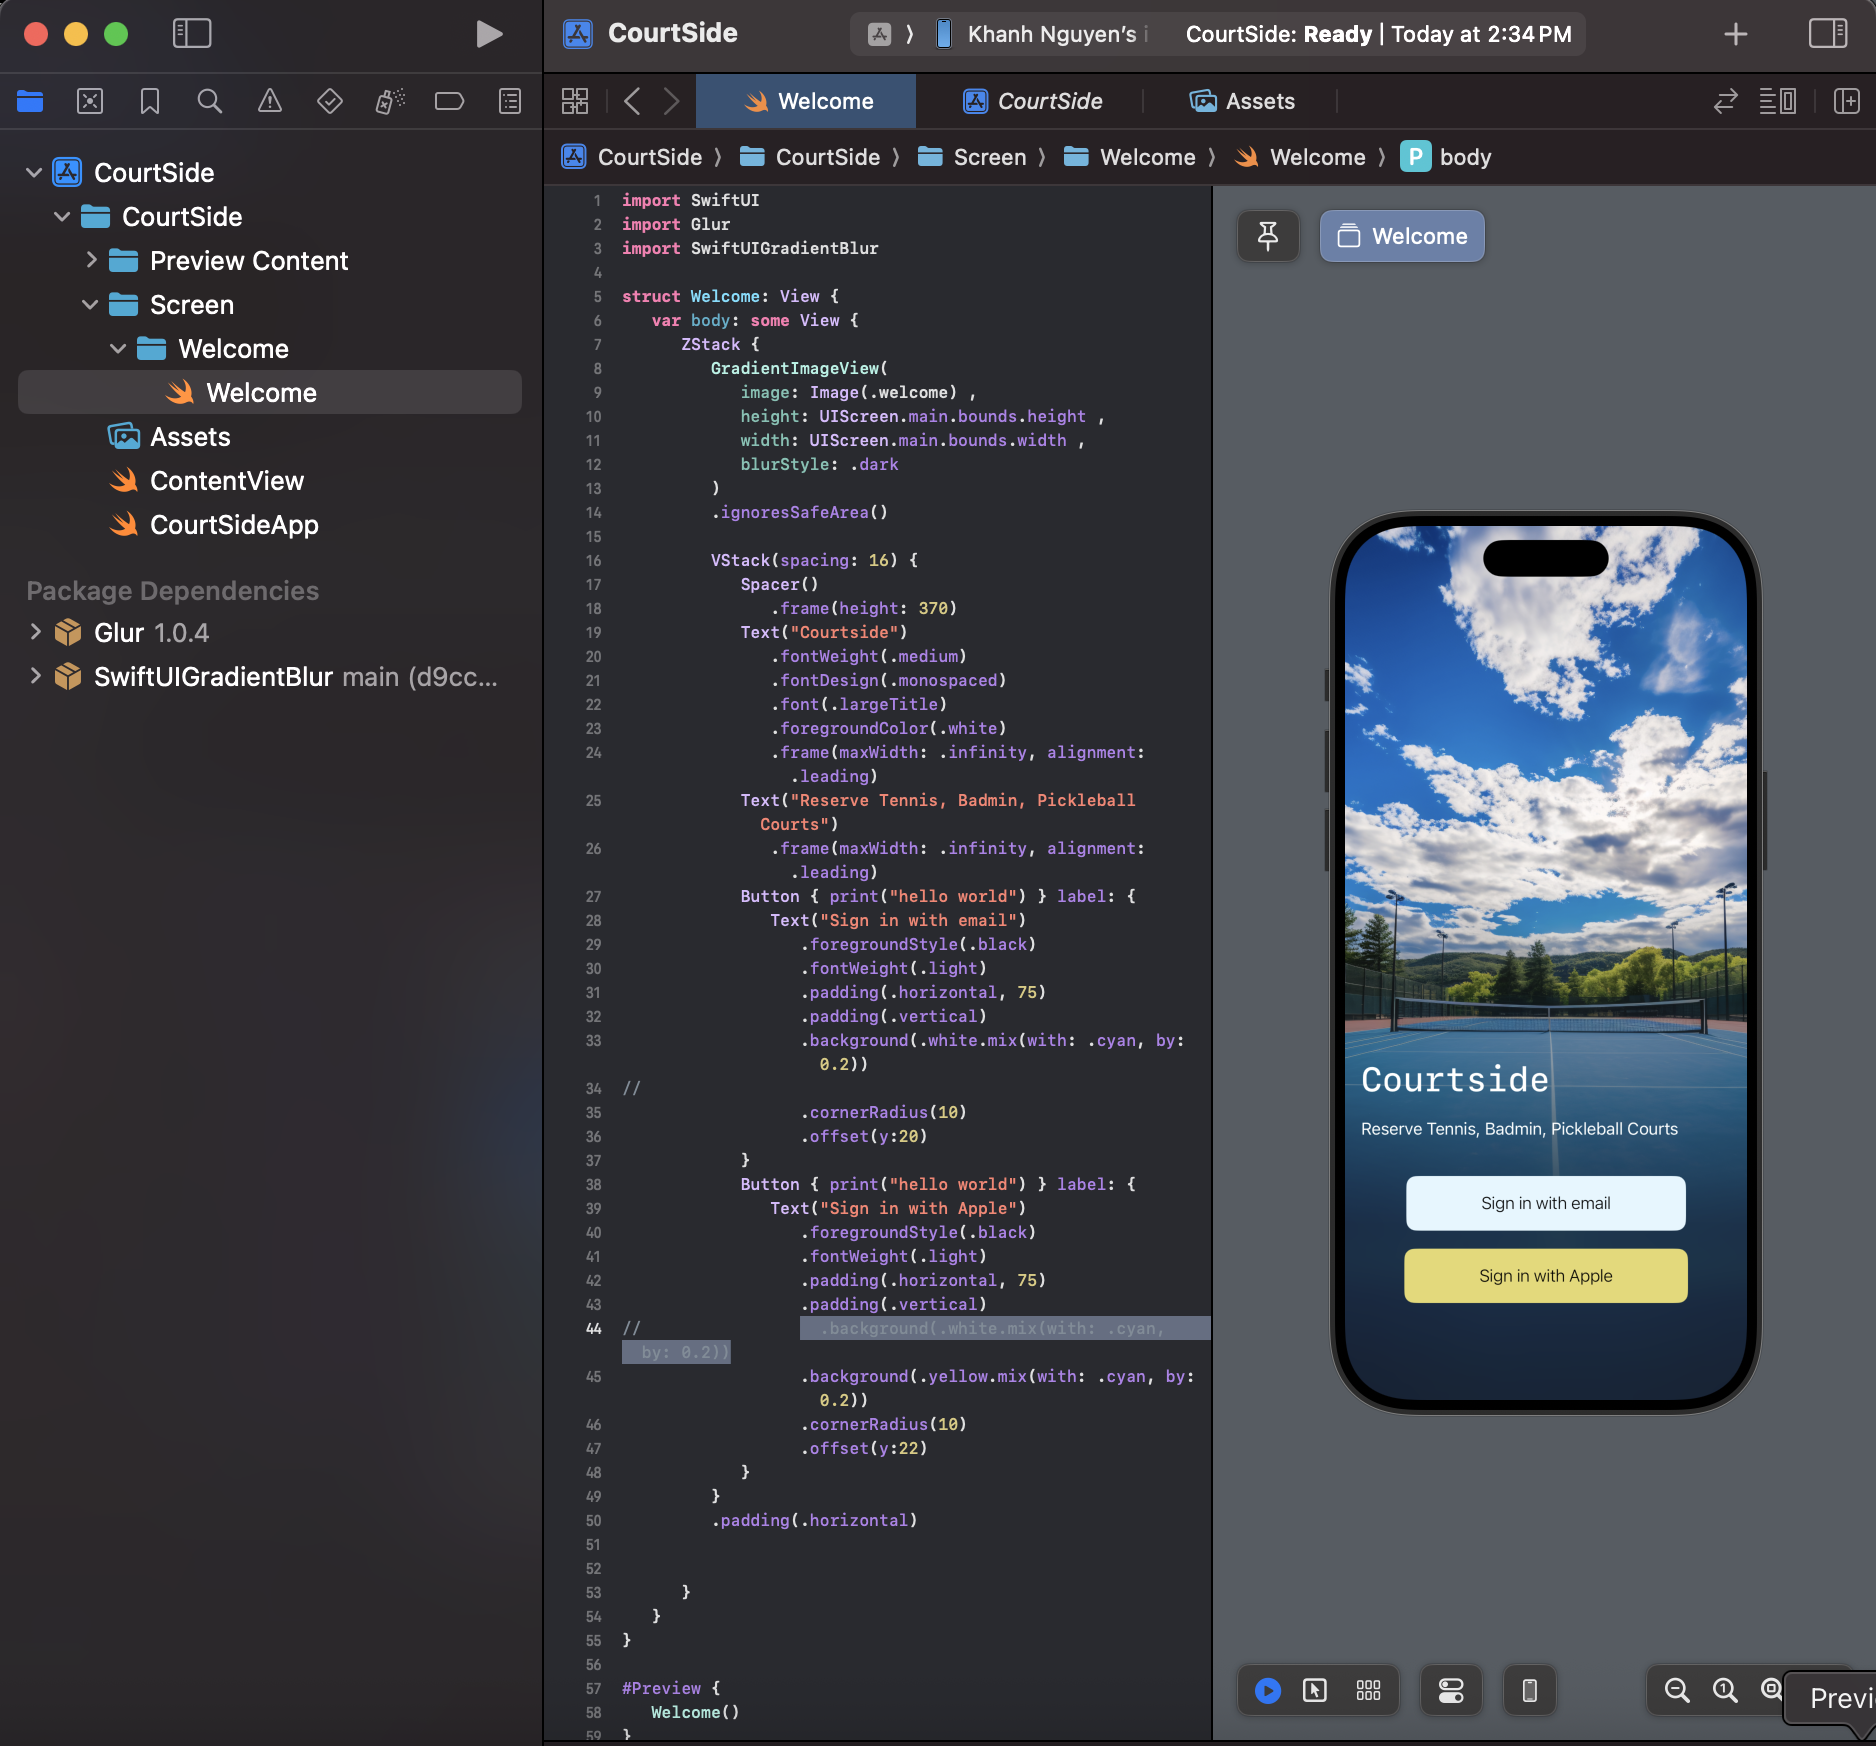 CourtSide
Khanh Nguyen's
CourtSide: Ready | Today at 2:34 PM
Welcome
CourtSide
Assets
CourtSide
CourtSide
Screen
Welcome
Welcome
P
body
CourtSide
CourtSide
Preview Content
Screen
Welcome
Welcome
Assets
ContentView
CourtSideApp
Package Dependencies
Glur 1.0.4
SwiftUIGradientBlur main (d9cc...
1 import SwiftUI
2 import Glur
3 import SwiftUIGradientBlur
4
5 struct Welcome: View {
6 var body: some View {
7 ZStack {
8 GradientImageView(
9 image: Image(.welcome) ,
10 height: UIScreen.main.bounds.height ,
11 width: UIScreen.main.bounds.width ,
12 blurStyle: .dark
13 )
14 .ignoresSafeArea()
15
16 VStack(spacing: 16) {
17 Spacer()
18 .frame(height: 370)
19 Text("Courtside")
20 .fontWeight(.medium)
21 .fontDesign(.monospaced)
22 .font(.largeTitle)
23 .foregroundColor(.white)
24 .frame(maxWidth: .infinity, alignment:
.leading)
25 Text("Reserve Tennis, Badmin, Pickleball
Courts")
26 .frame(maxWidth: .infinity, alignment:
.leading)
27 Button { print("hello world") } label: {
28 Text("Sign in with email")
29 .foregroundStyle(.black)
30 .fontWeight(.light)
31 .padding(.horizontal, 75)
32 .padding(.vertical)
33 .background(.white.mix(with: .cyan, by:
0.2))
34 //
35 .cornerRadius(10)
36 .offset(y:20)
37 }
38 Button { print("hello world") } label: {
39 Text("Sign in with Apple")
40 .foregroundStyle(.black)
41 .fontWeight(.light)
42 .padding(.horizontal, 75)
43 .padding(.vertical)
44 // .background(.white.mix(with: .cyan,
by: 0.2))
45 .background(.yellow.mix(with: .cyan, by:
0.2))
46 .cornerRadius(10)
47 .offset(y:22)
48 }
49 }
50 .padding(.horizontal)
51
52
53 }
54 }
55 }
56
57 #Preview {
58 Welcome()
59 }
Welcome
Courtside
Reserve Tennis, Badmin, Pickleball Courts
Sign in with email
Sign in with Apple
1
Previ